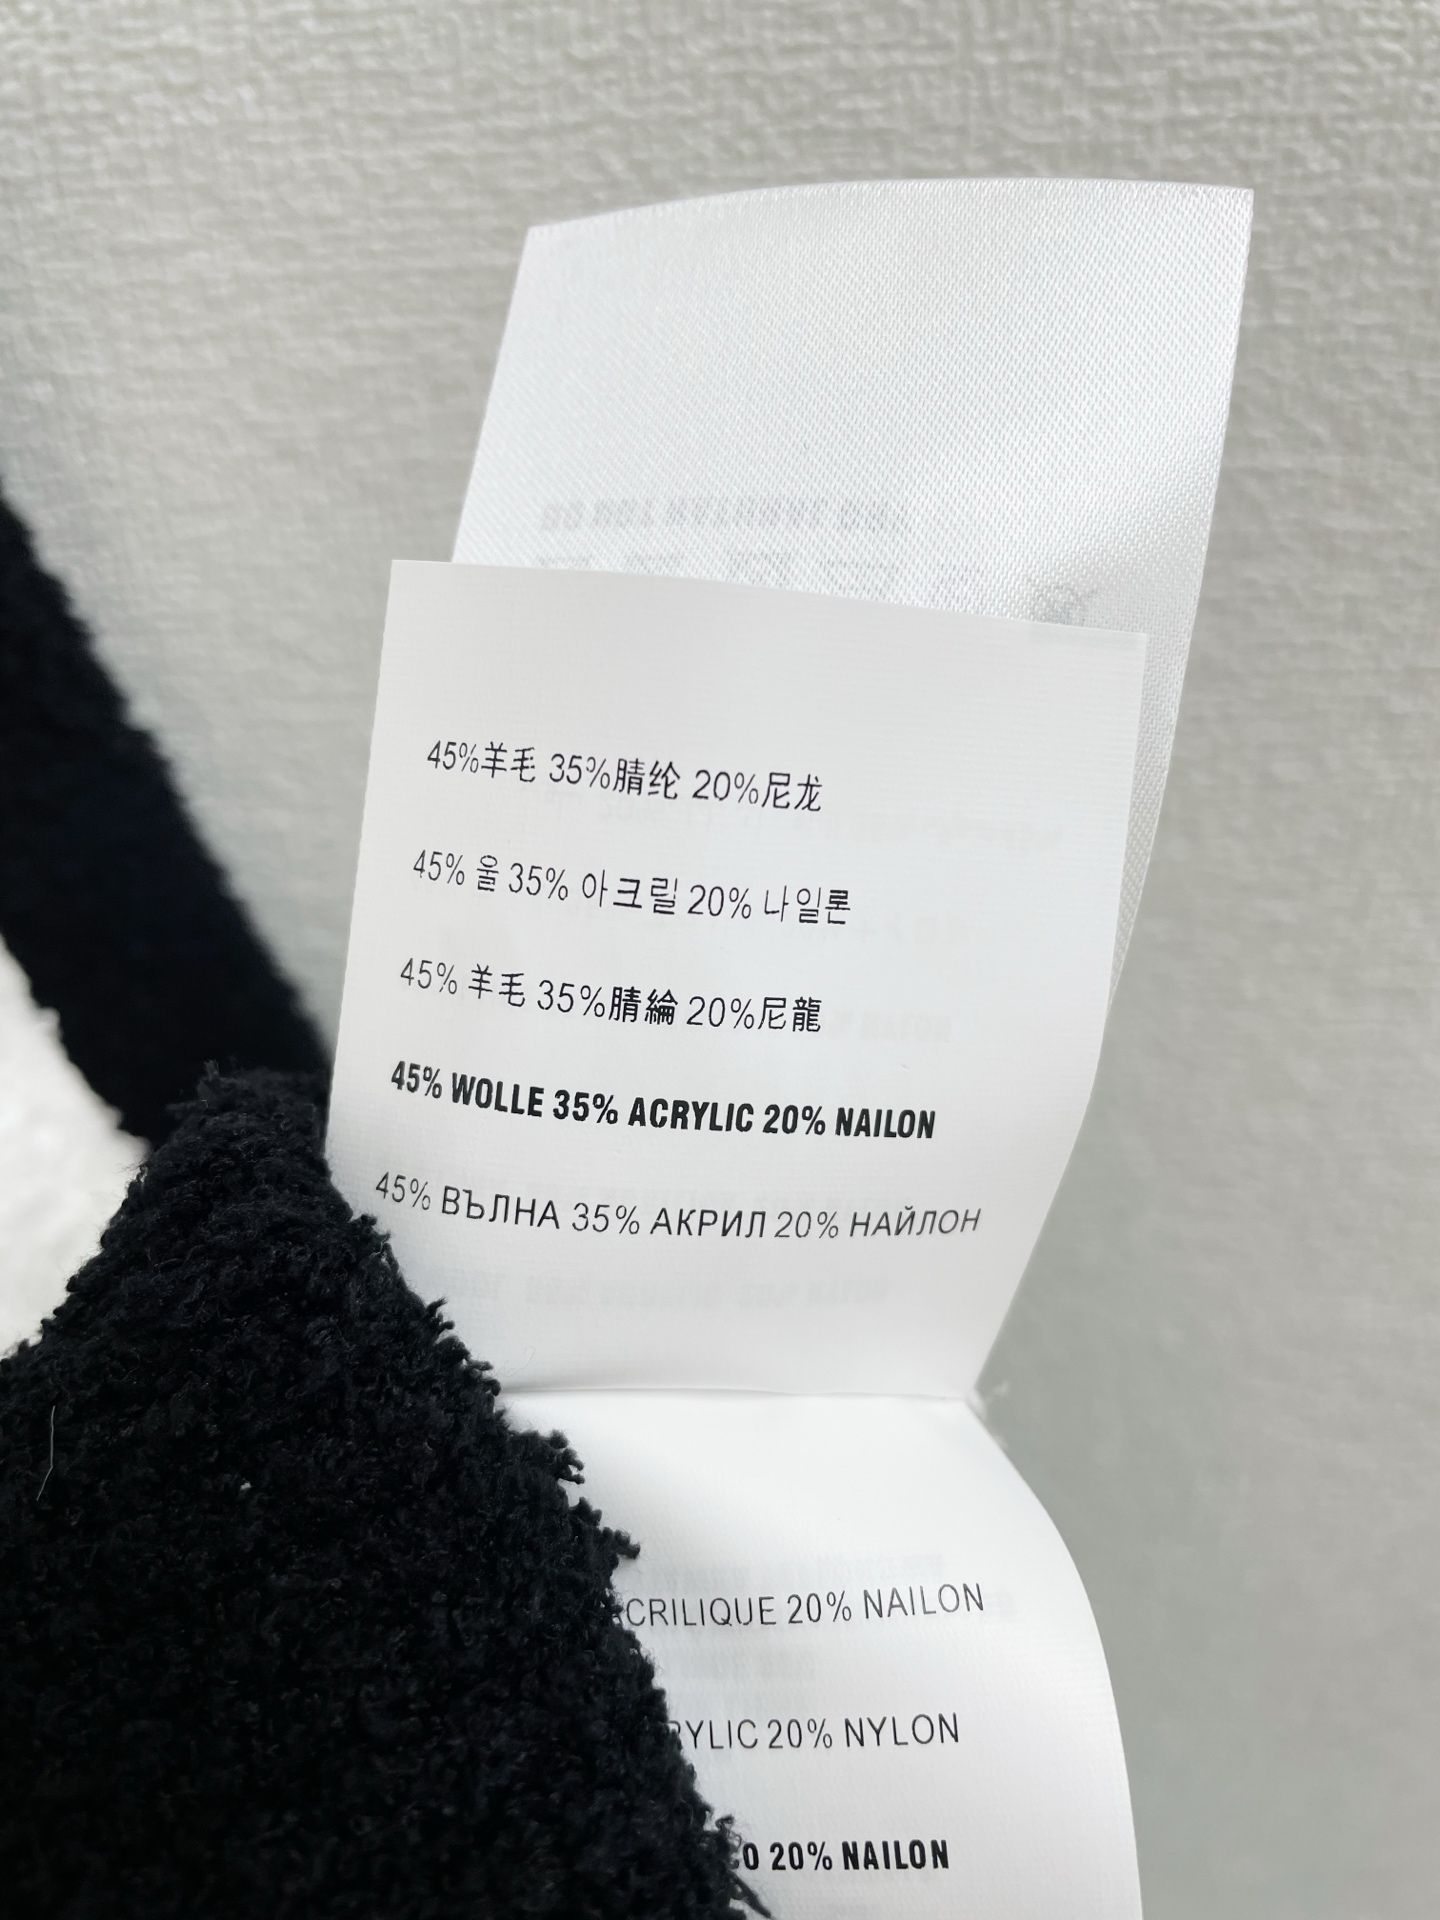 45%羊毛 35%腈纶 20%尼龙
45% 울 35% 아크릴 20% 나일론
45% 羊毛 35%腈綸 20%尼龍
45% WOLLE 35% ACRYLIC 20% NAILON
45% ВЪЛНА 35% АКРИЛ 20% НАЙЛОН
CRILIQUE 20% NAILON
RYLIC 20% NYLON
O 20% NAILON